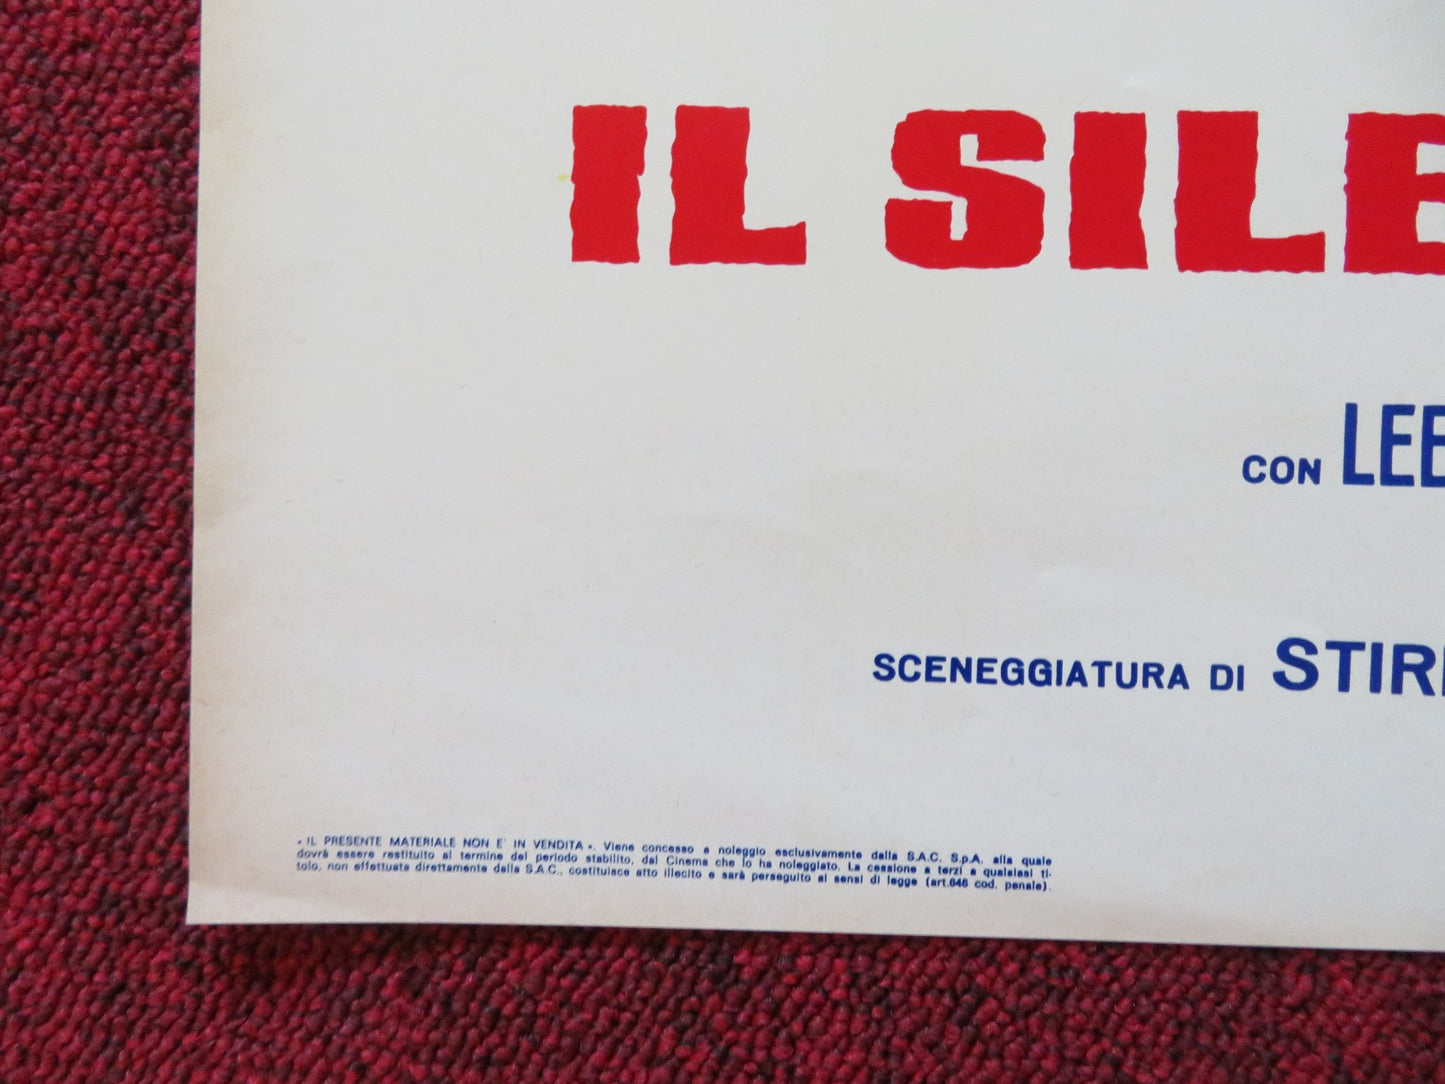 IL SILE
CON LEE
SCENEGGIATURA DI STIRL
« IL PRESENTE MATERIALE NON E' IN VENDITA ». Viene concesso a noleggio esclusivamente dalla S.A.C. S.p.A. alla quale
dovrà essere restituito al termine del periodo stabilito, dal Cinema che lo ha noleggiato. La cessione a terzi a qualsiasi ti-
tolo, non effettuata direttamente dalla S.A.C., costituisce atto illecito e sarà perseguito ai sensi di legge (art.646 cod. penale).